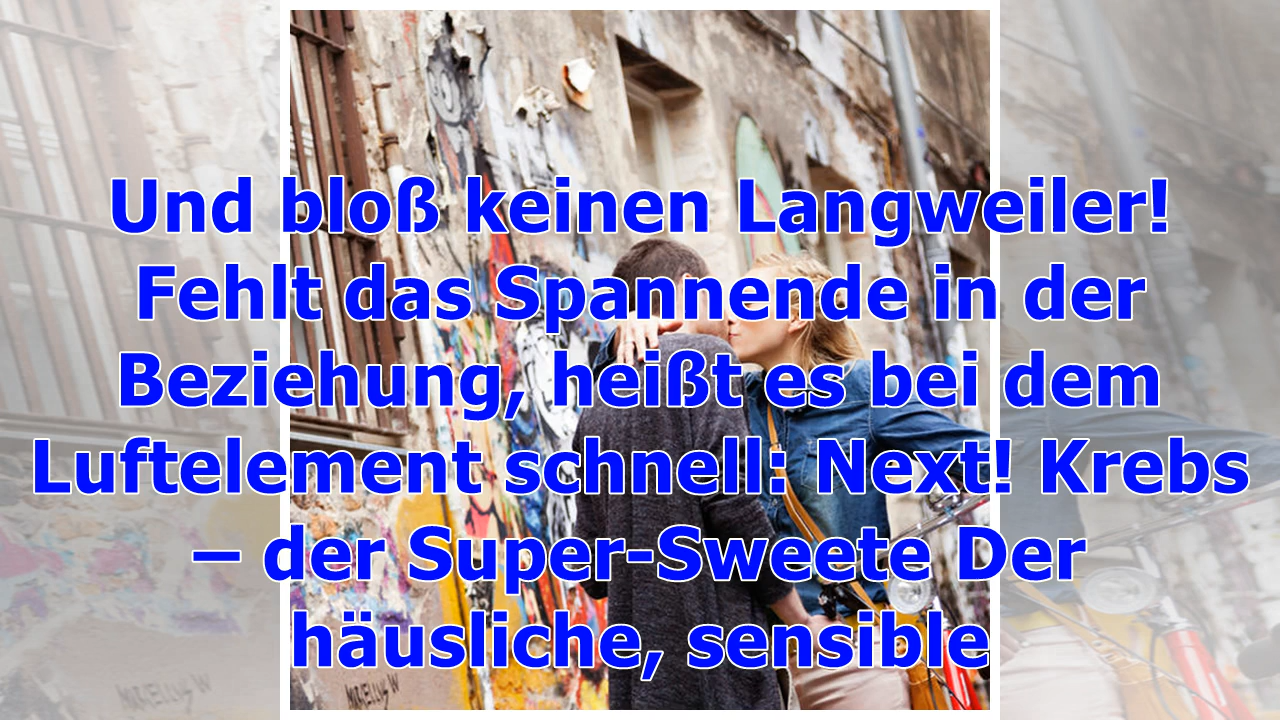 Und bloß keinen Langweiler!
Fehlt das Spannende in der
Beziehung, heißt es bei dem
Luftelement schnell: Next! Krebs
– der Super-Sweete Der
häusliche, sensible
MARCELLUS W